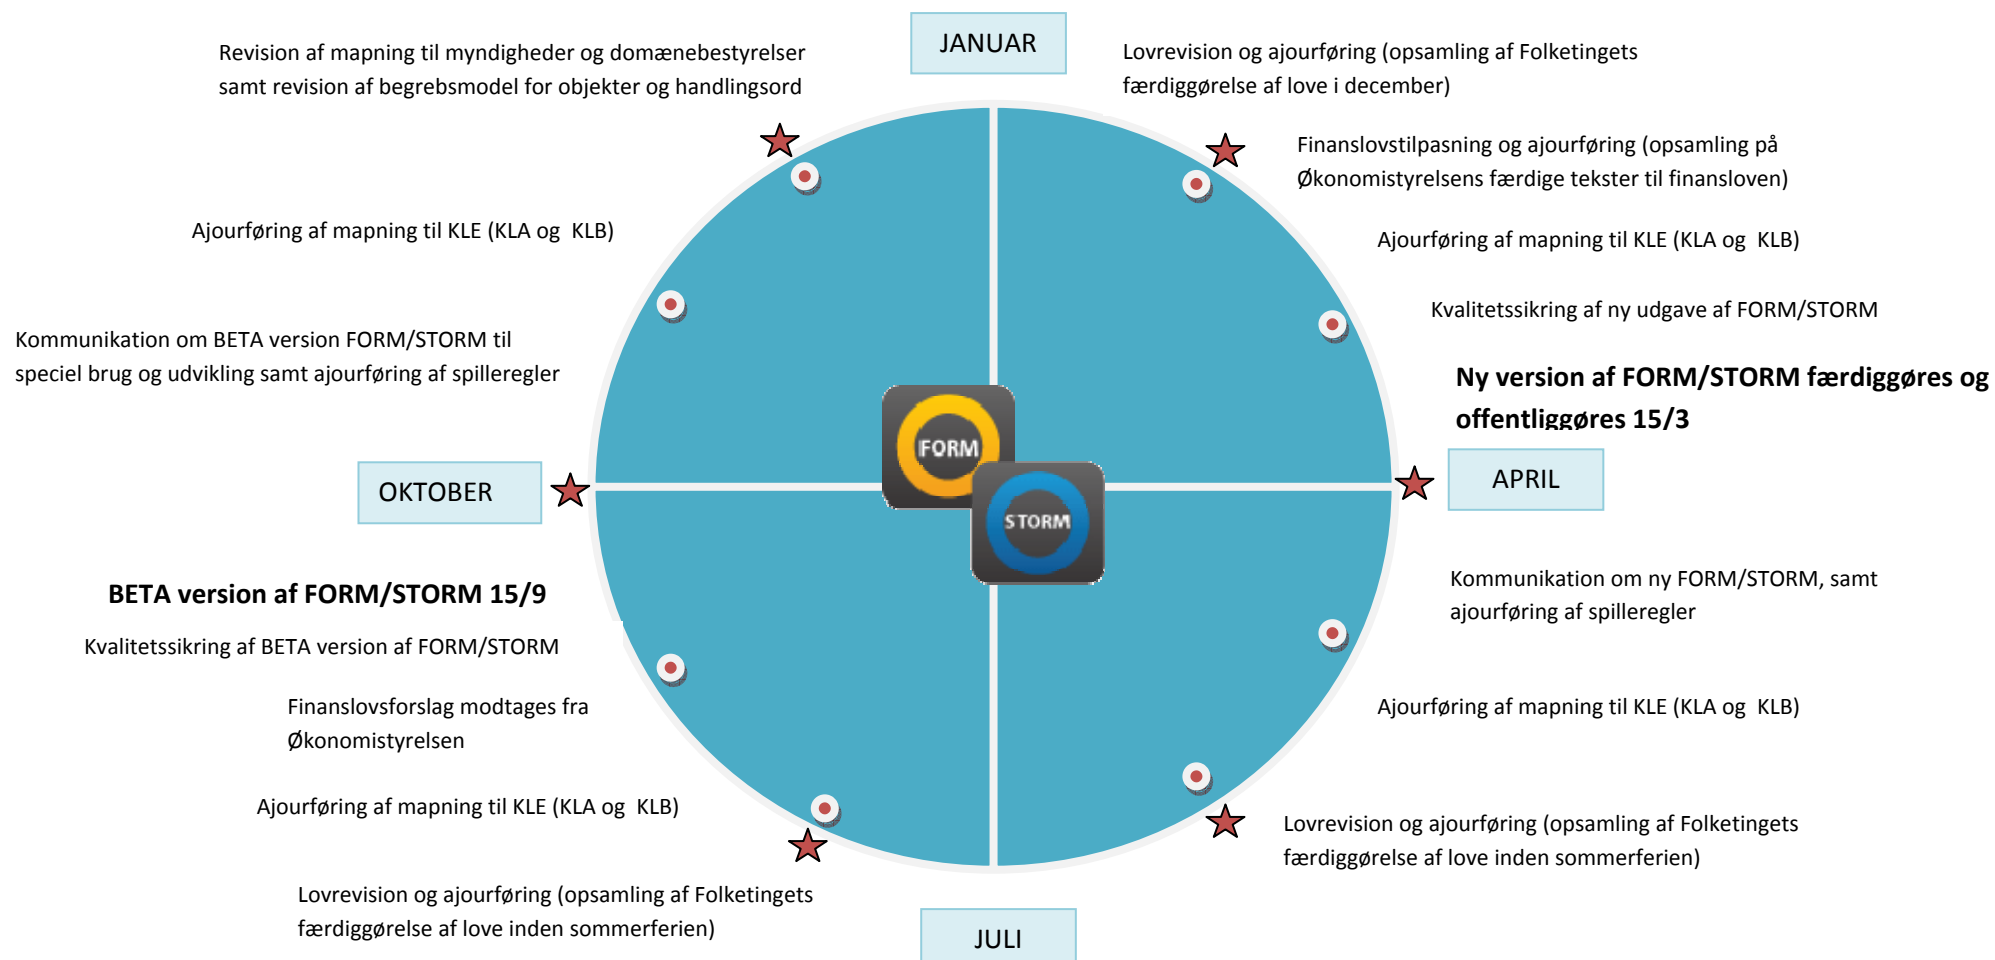 JANUAR
Lovrevision og ajourføring (opsamling af Folketingets
færdiggørelse af love i december)
Finanslovstilpasning og ajourføring (opsamling på
Økonomistyrelsens færdige tekster til finansloven)
Ajourføring af mapning til KLE (KLA og KLB)
Kvalitetssikring af ny udgave af FORM/STORM
Ny version af FORM/STORM færdiggøres og
offentliggøres 15/3
APRIL
Kommunikation om ny FORM/STORM, samt
ajourføring af spilleregler
Ajourføring af mapning til KLE (KLA og KLB)
Lovrevision og ajourføring (opsamling af Folketingets
færdiggørelse af love inden sommerferien)
JULI
Lovrevision og ajourføring (opsamling af Folketingets
færdiggørelse af love inden sommerferien)
Ajourføring af mapning til KLE (KLA og KLB)
Finanslovsforslag modtages fra
Økonomistyrelsen
Kvalitetssikring af BETA version af FORM/STORM
BETA version af FORM/STORM 15/9
OKTOBER
Kommunikation om BETA version FORM/STORM til
speciel brug og udvikling samt ajourføring af spilleregler
Ajourføring af mapning til KLE (KLA og KLB)
Revision af mapning til myndigheder og domænebestyrelser
samt revision af begrebsmodel for objekter og handlingsord
FORM
STORM